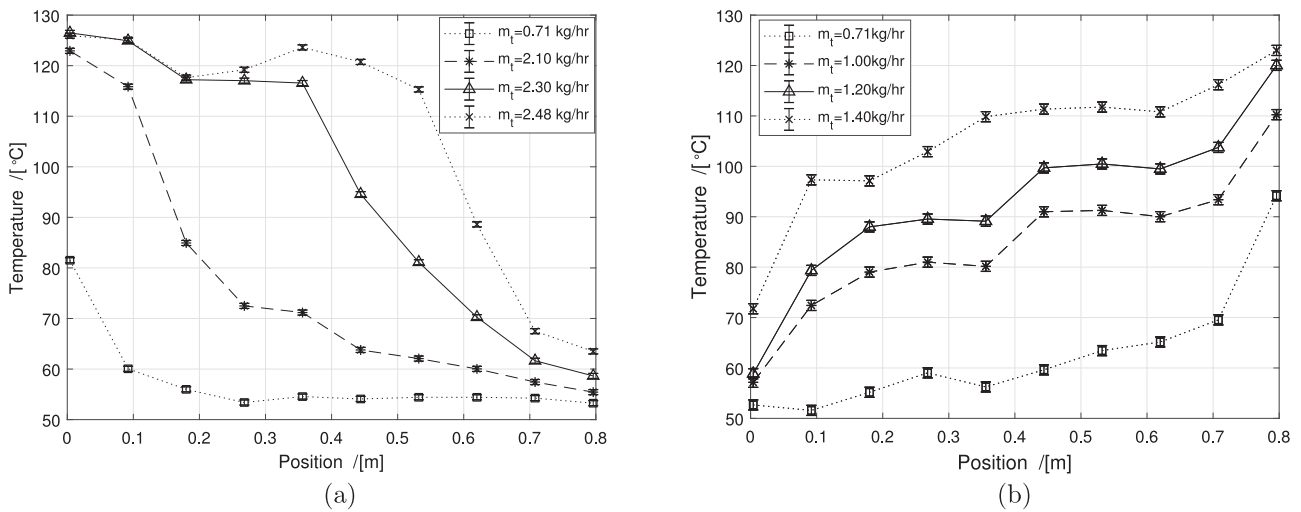 130
120
110
100
90
80
70
60
50
Temperature /[°C]
0 0.1 0.2 0.3 0.4 0.5 0.6 0.7 0.8
Position /[m]
m_t=0.71 kg/hr
m_t=2.10 kg/hr
m_t=2.30 kg/hr
m_t=2.48 kg/hr
(a)
130
120
110
100
90
80
70
60
50
Temperature /[°C]
0 0.1 0.2 0.3 0.4 0.5 0.6 0.7 0.8
Position /[m]
m_t=0.71kg/hr
m_t=1.00kg/hr
m_t=1.20kg/hr
m_t=1.40kg/hr
(b)